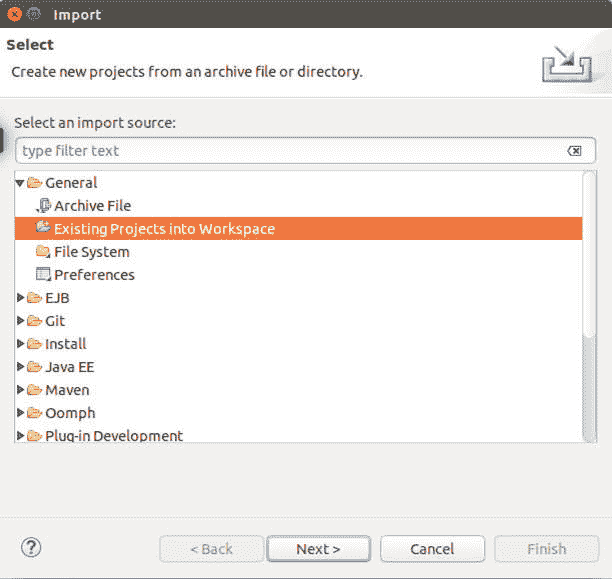 Import
Select
Create new projects from an archive file or directory.
Select an import source:
type filter text
General
Archive File
Existing Projects into Workspace
File System
Preferences
EJB
Git
Install
Java EE
Maven
Oomph
Plug-in Development
?
< Back
Next >
Cancel
Finish